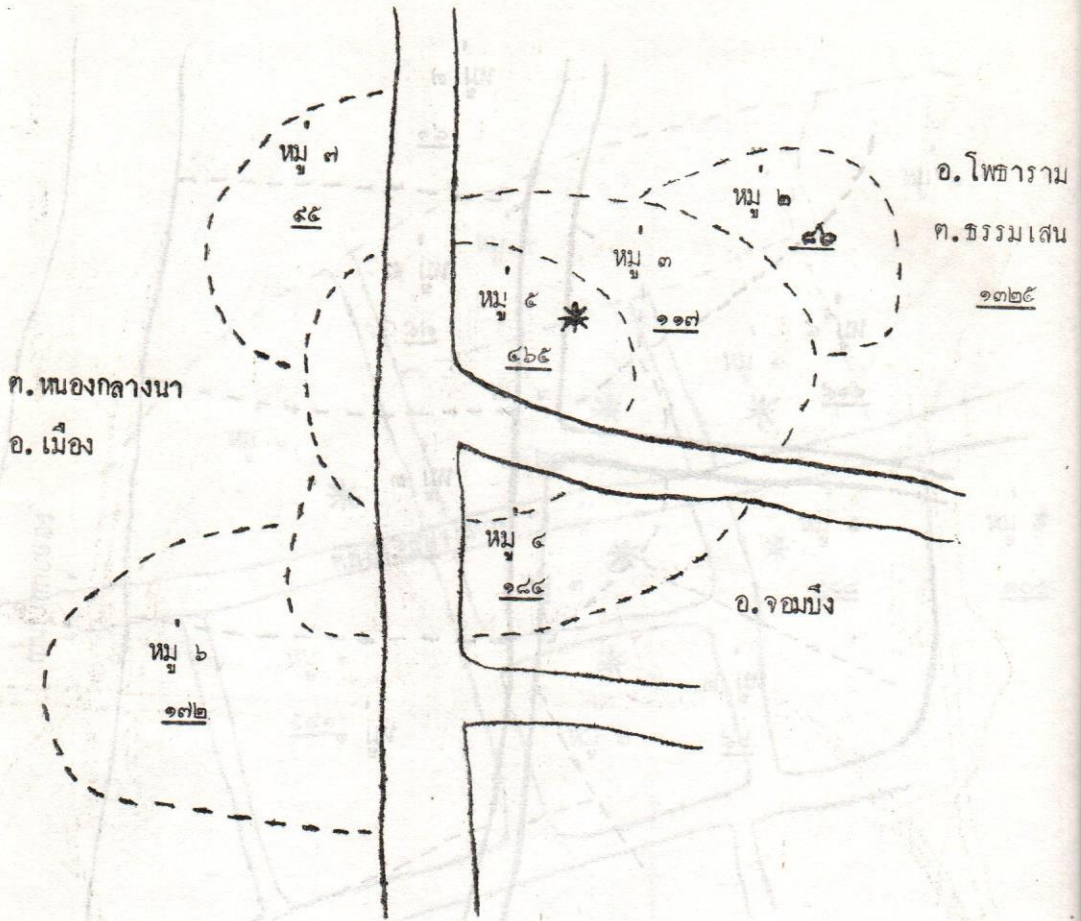 หมู่ ๗
๙๕
หมู่ ๒
๘๖
อ.โพธาราม
ต.ธรรมเสน
๑๓๒๕
หมู่ ๓
๑๑๗
หมู่ ๕
๔๖๕
ต.หนองกลางนา
อ.เมือง
หมู่ ๔
๑๘๔
อ.จอมบึง
หมู่ ๖
๑๗๒